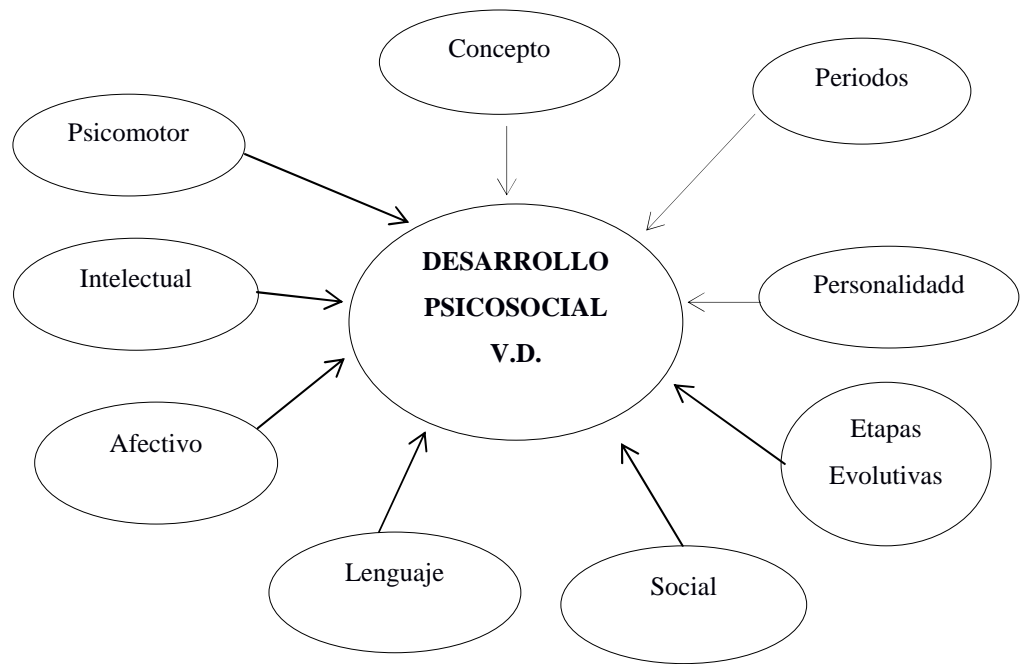 Concepto
Periodos
Psicomotor
DESARROLLO
PSICOSOCIAL
V.D.
Intelectual
Personalidadd
Afectivo
Etapas
Evolutivas
Lenguaje
Social